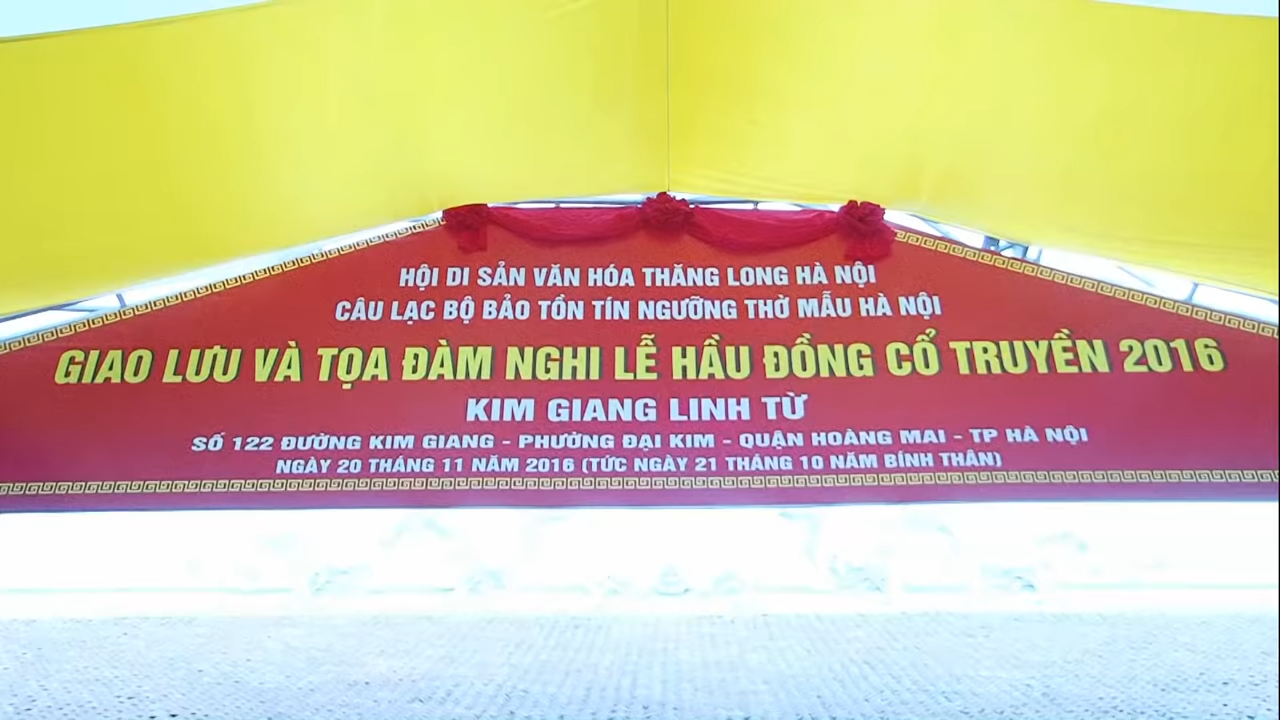 HỘI DI SẢN VĂN HÓA THĂNG LONG HÀ NỘI
CÂU LẠC BỘ BẢO TỒN TÍN NGƯỠNG THỜ MẪU HÀ NỘI
GIAO LƯU VÀ TỌA ĐÀM NGHI LỄ HẦU ĐỒNG CỔ TRUYỀN 2016
KIM GIANG LINH TỪ
SỐ 122 ĐƯỜNG KIM GIANG - PHƯỜNG ĐẠI KIM - QUẬN HOÀNG MAI - TP HÀ NỘI
NGÀY 20 THÁNG 11 NĂM 2016 (TỨC NGÀY 21 THÁNG 10 NĂM BÍNH THÂN)